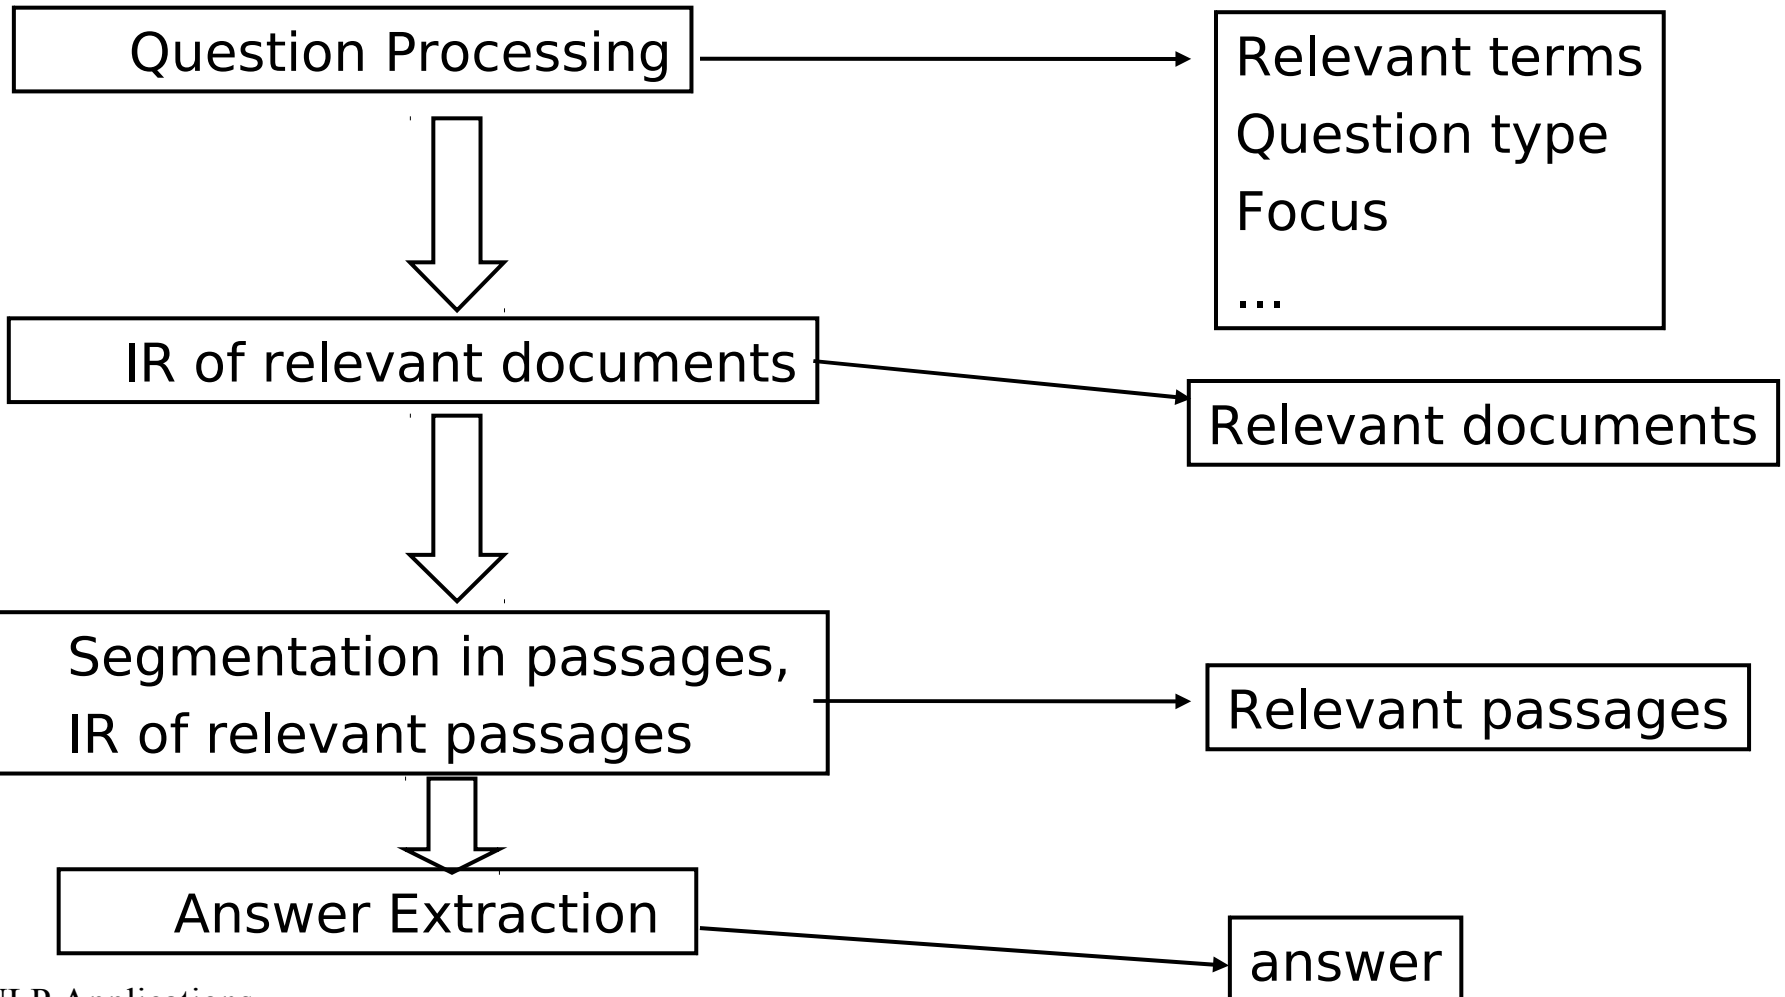 Question Processing
Relevant terms
Question type
Focus
...
IR of relevant documents
Relevant documents
Segmentation in passages,
IR of relevant passages
Relevant passages
Answer Extraction
answer
Applications